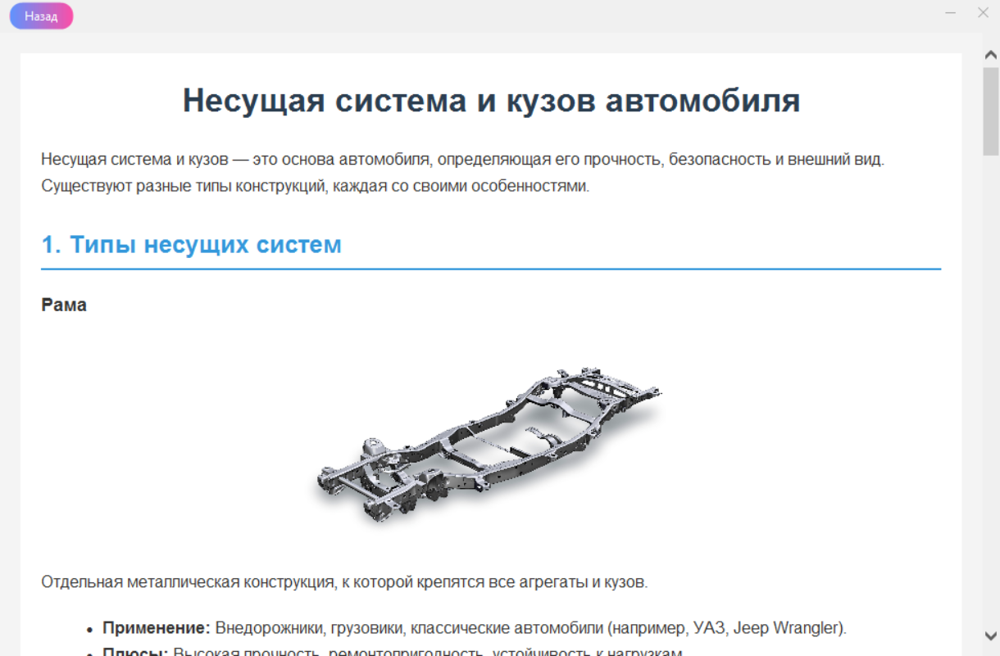 Назад
Несущая система и кузов автомобиля
Несущая система и кузов — это основа автомобиля, определяющая его прочность, безопасность и внешний вид.
Существуют разные типы конструкций, каждая со своими особенностями.
1. Типы несущих систем
Рама
Отдельная металлическая конструкция, к которой крепятся все агрегаты и кузов.
• Применение: Внедорожники, грузовики, классические автомобили (например, УАЗ, Jeep Wrangler).
• Плюсы: Высокая прочность, ремонтопригодность, устойчивость к нагрузкам